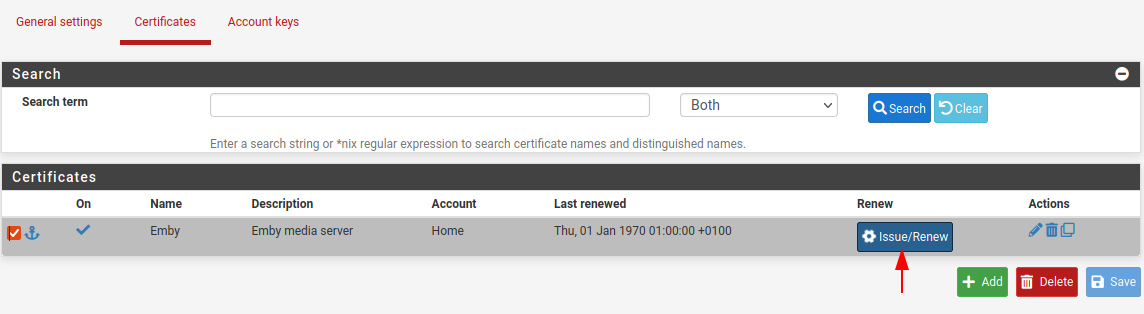 General settings Certificates Account keys
Search
Search term Both Search Clear
Enter a search string or *nix regular expression to search certificate names and distinguished names.
Certificates
On Name Description Account Last renewed Renew Actions
Emby Emby media server Home Thu, 01 Jan 1970 01:00:00 +0100 Issue/Renew
Add Delete Save